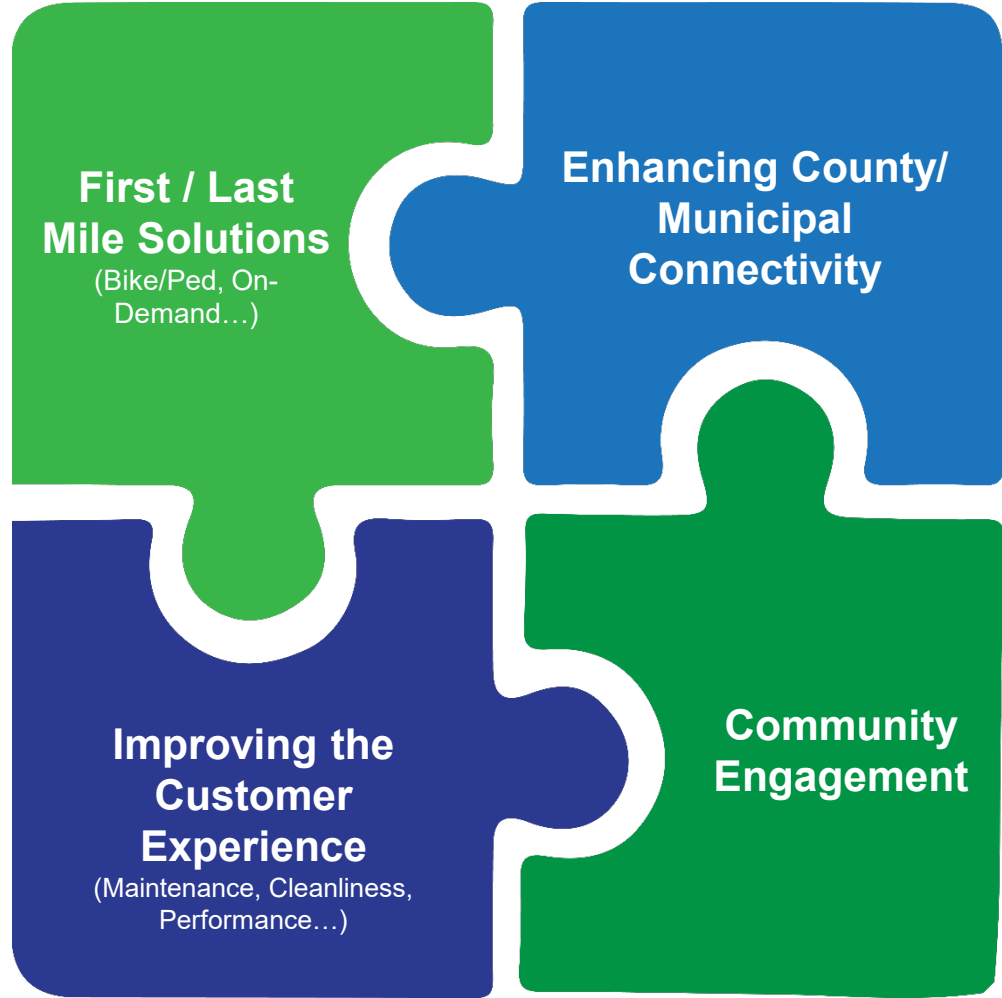 First / Last
Mile Solutions
(Bike/Ped, On-
Demand…)
Enhancing County/
Municipal
Connectivity
Improving the
Customer
Experience
(Maintenance, Cleanliness,
Performance…)
Community
Engagement